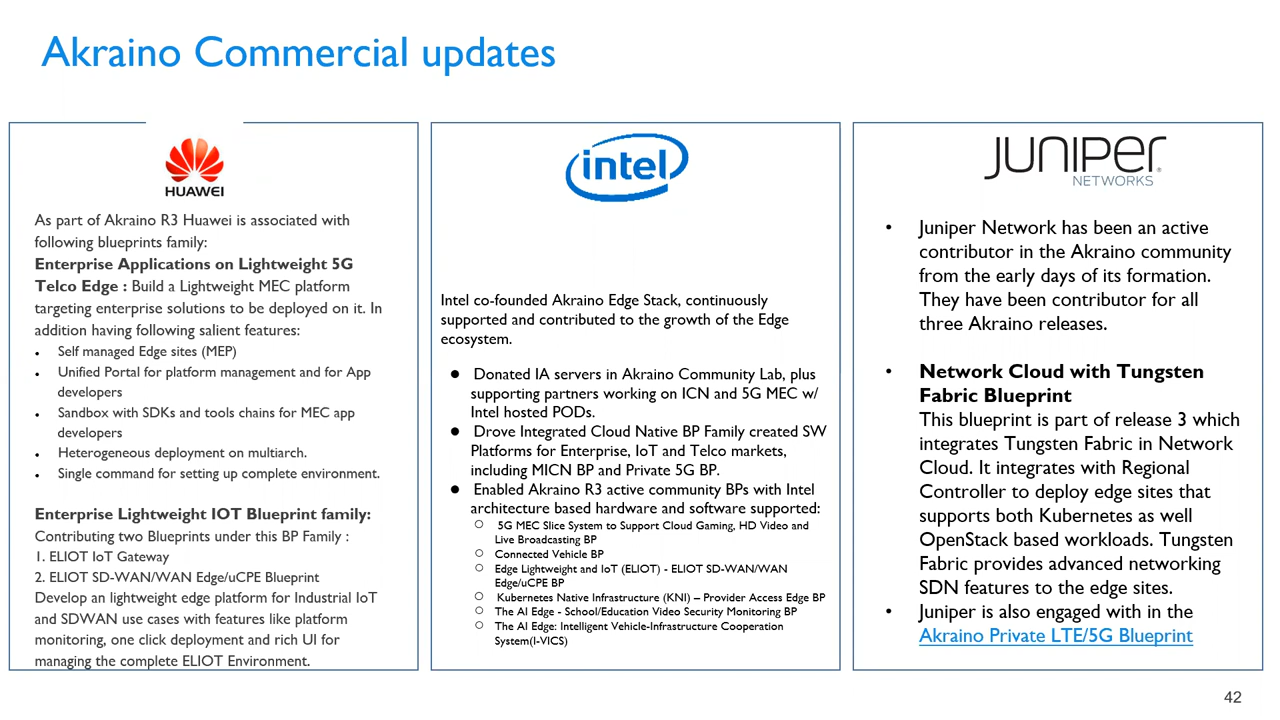 Akraino Commercial updates
HUAWEI
As part of Akraino R3 Huawei is associated with
following blueprints family:
Enterprise Applications on Lightweight 5G
Telco Edge : Build a Lightweight MEC platform
targeting enterprise solutions to be deployed on it. In
addition having following salient features:
• Self managed Edge sites (MEP)
• Unified Portal for platform management and for App
developers
• Sandbox with SDKs and tools chains for MEC app
developers
• Heterogeneous deployment on multiarch.
• Single command for setting up complete environment.
Enterprise Lightweight IOT Blueprint family:
Contributing two Blueprints under this BP Family :
1. ELIOT IoT Gateway
2. ELIOT SD-WAN/WAN Edge/uCPE Blueprint
Develop an lightweight edge platform for Industrial IoT
and SDWAN use cases with features like platform
monitoring, one click deployment and rich UI for
managing the complete ELIOT Environment.
intel
Intel co-founded Akraino Edge Stack, continuously
supported and contributed to the growth of the Edge
ecosystem.
● Donated IA servers in Akraino Community Lab, plus
supporting partners working on ICN and 5G MEC w/
Intel hosted PODs.
● Drove Integrated Cloud Native BP Family created SW
Platforms for Enterprise, IoT and Telco markets,
including MICN BP and Private 5G BP.
● Enabled Akraino R3 active community BPs with Intel
architecture based hardware and software supported:
○ 5G MEC Slice System to Support Cloud Gaming, HD Video and
Live Broadcasting BP
○ Connected Vehicle BP
○ Edge Lightweight and IoT (ELIOT) - ELIOT SD-WAN/WAN
Edge/uCPE BP
○ Kubernetes Native Infrastructure (KNI) – Provider Access Edge BP
○ The AI Edge - School/Education Video Security Monitoring BP
○ The AI Edge: Intelligent Vehicle-Infrastructure Cooperation
System(I-VICS)
JUNIPER
NETWORKS
• Juniper Network has been an active
contributor in the Akraino community
from the early days of its formation.
They have been contributor for all
three Akraino releases.
• Network Cloud with Tungsten
Fabric Blueprint
This blueprint is part of release 3 which
integrates Tungsten Fabric in Network
Cloud. It integrates with Regional
Controller to deploy edge sites that
supports both Kubernetes as well
OpenStack based workloads. Tungsten
Fabric provides advanced networking
SDN features to the edge sites.
• Juniper is also engaged with in the
Akraino Private LTE/5G Blueprint
42